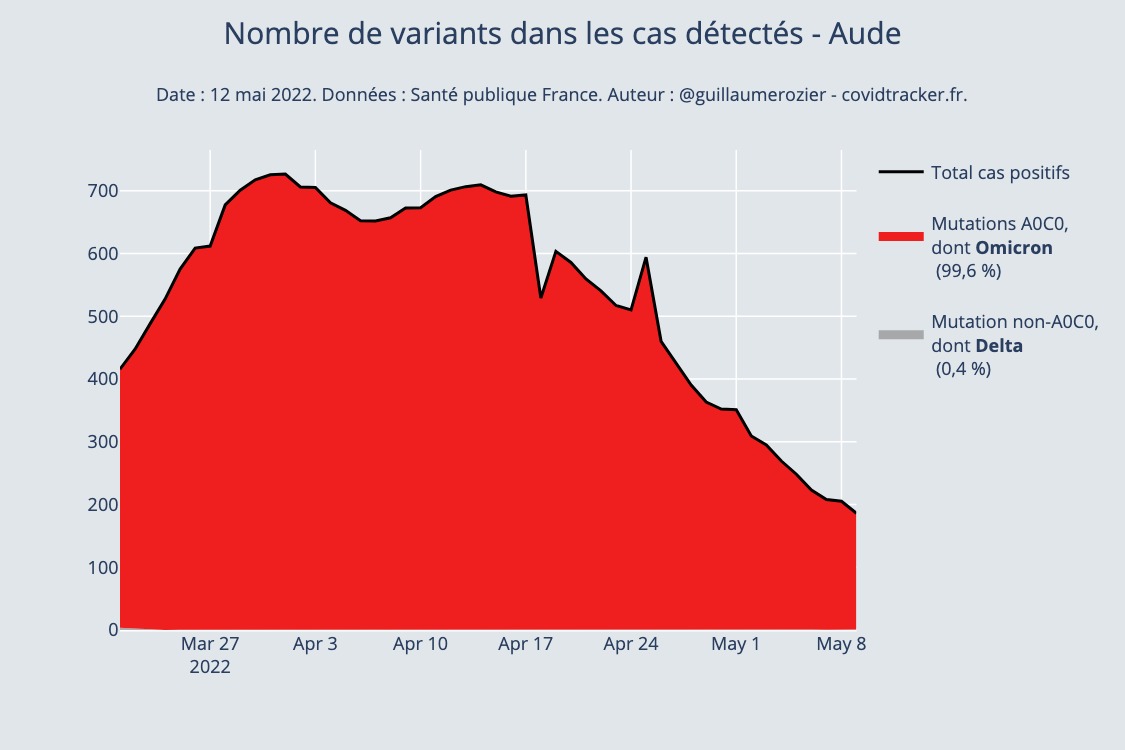 Nombre de variants dans les cas détectés - Aude
Date : 12 mai 2022. Données : Santé publique France. Auteur : @guillaumerozier - covidtracker.fr.
Total cas positifs
Mutations A0C0,
dont Omicron
(99,6 %)
Mutation non-A0C0,
dont Delta
(0,4 %)
700
600
500
400
300
200
100
0
Mar 27
2022
Apr 3
Apr 10
Apr 17
Apr 24
May 1
May 8